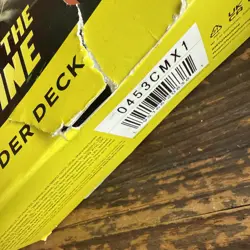 THE
INE
DER DECK
0453CMX1